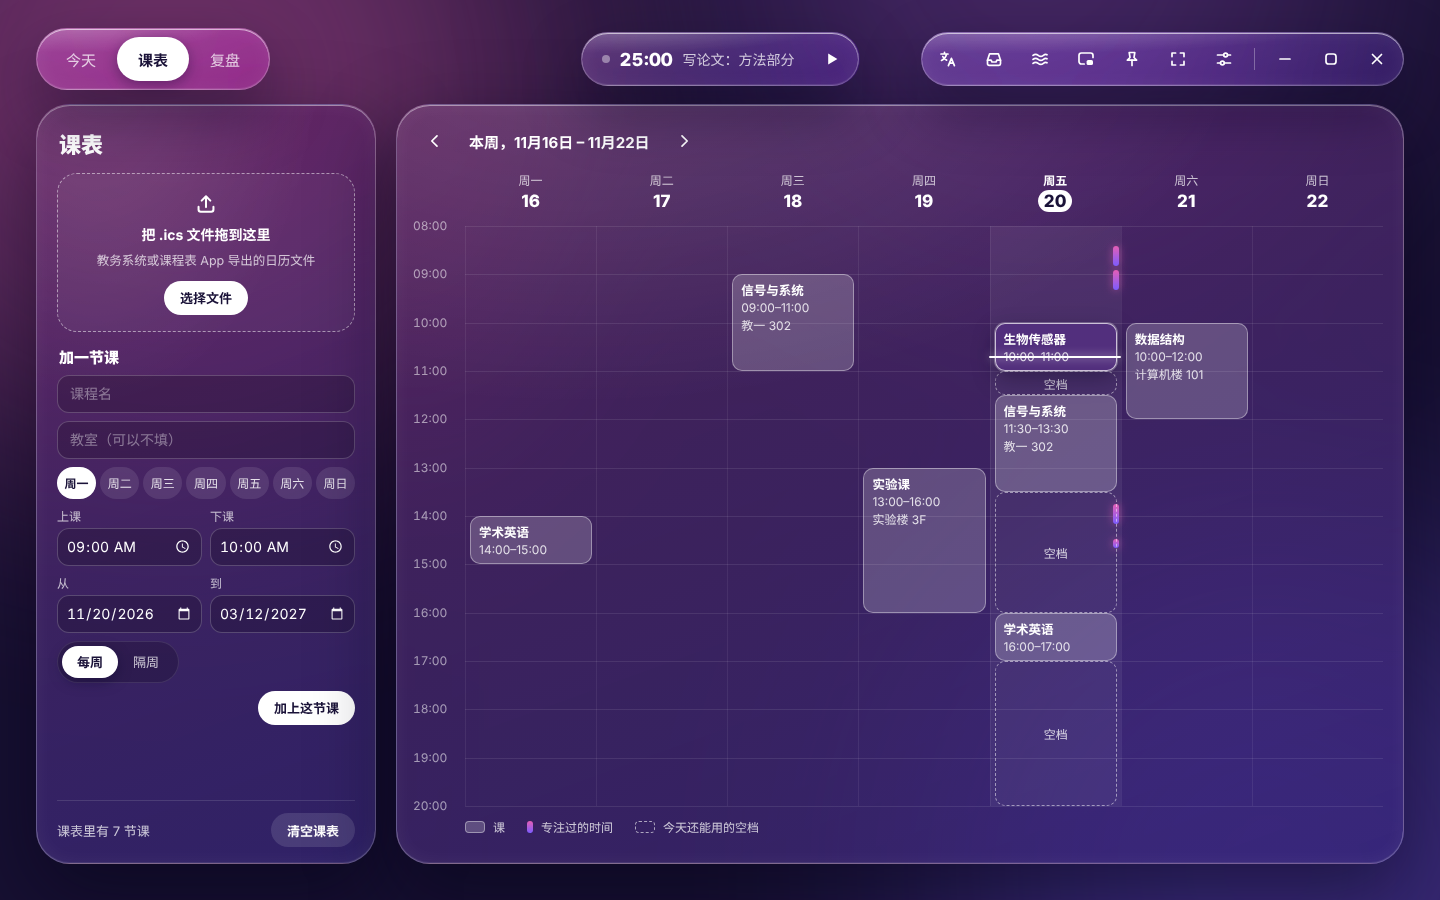 今天
课表
复盘
25:00 写论文：方法部分
课表
把 .ics 文件拖到这里
教务系统或课程表 App 导出的日历文件
选择文件
加一节课
课程名
教室（可以不填）
周一 周二 周三 周四 周五 周六 周日
上课 下课
09:00 AM 10:00 AM
从 到
11/20/2026 03/12/2027
每周 隔周
加上这节课
课表里有 7 节课
清空课表
本周，11月16日 – 11月22日
周一 周二 周三 周四 周五 周六 周日
16 17 18 19 20 21 22
08:00
09:00
10:00
11:00
12:00
13:00
14:00
15:00
16:00
17:00
18:00
19:00
20:00
学术英语
14:00–15:00
信号与系统
09:00–11:00
教一 302
实验课
13:00–16:00
实验楼 3F
生物传感器
10:00–11:00
空档
信号与系统
11:30–13:30
教一 302
空档
学术英语
16:00–17:00
空档
数据结构
10:00–12:00
计算机楼 101
课 专注过的时间 今天还能用的空档